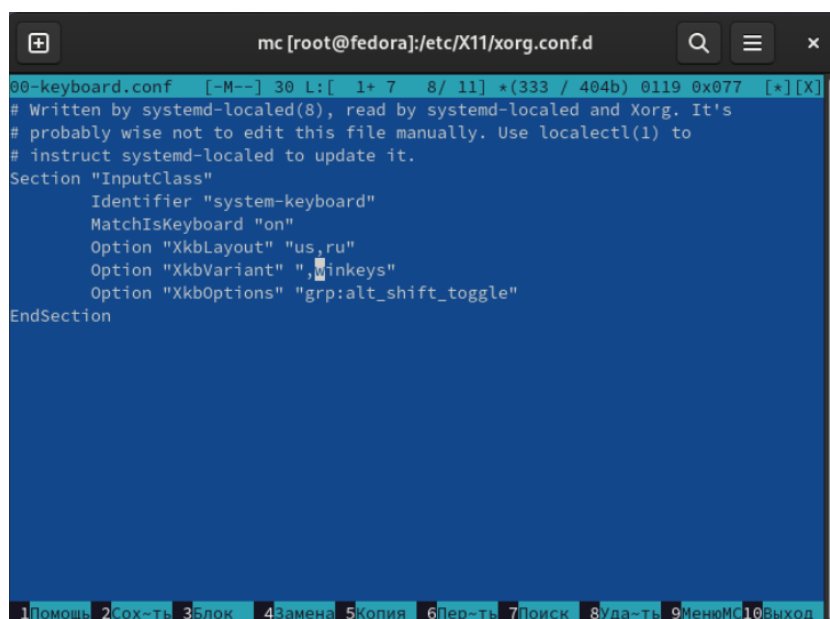 mc [root@fedora]:/etc/X11/xorg.conf.d
00-keyboard.conf [-M--] 30 L:[ 1+ 7 8/ 11] *(333 / 404b) 0119 0x077 [*][X]
# Written by systemd-localed(8), read by systemd-localed and Xorg. It's
# probably wise not to edit this file manually. Use localectl(1) to
# instruct systemd-localed to update it.
Section "InputClass"
        Identifier "system-keyboard"
        MatchIsKeyboard "on"
        Option "XkbLayout" "us,ru"
        Option "XkbVariant" ",winkeys"
        Option "XkbOptions" "grp:alt_shift_toggle"
EndSection
1Помощь 2Сох~ть 3Блок 4Замена 5Копия 6Пер~ть 7Поиск 8Уда~ть 9МенюMC 10Выход